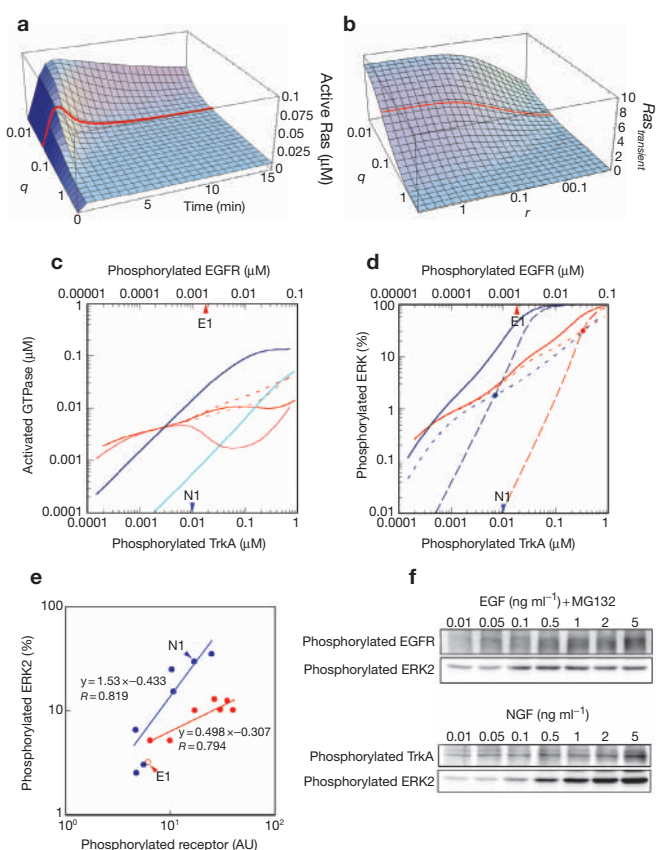 a
0.1
0.075
0.05
0.025
0
Active Ras (μM)
0.01
0.1
1
q
0
5
10
15
Time (min)
b
10
8
6
4
2
0
Ras transient
0.01
0.1
1
q
1
0.1
00.1
r
c
Phosphorylated EGFR (μM)
0.00001 0.0001 0.001 0.01 0.1
E1
1
0.1
0.01
0.001
0.0001
Activated GTPase (μM)
N1
0.0001 0.001 0.01 0.1 1
Phosphorylated TrkA (μM)
d
Phosphorylated EGFR (μM)
0.00001 0.0001 0.001 0.01 0.1
E1
100
10
1
0.1
0.01
Phosphorylated ERK (%)
N1
0.0001 0.001 0.01 0.1 1
Phosphorylated TrkA (μM)
e
100
10
1
Phosphorylated ERK2 (%)
N1
y=1.53×−0.433
R=0.819
y=0.498×−0.307
R=0.794
E1
10⁰ 10¹ 10²
Phosphorylated receptor (AU)
f
EGF (ng ml⁻¹)+MG132
0.01 0.05 0.1 0.5 1 2 5
Phosphorylated EGFR
Phosphorylated ERK2
NGF (ng ml⁻¹)
0.01 0.05 0.1 0.5 1 2 5
Phosphorylated TrkA
Phosphorylated ERK2